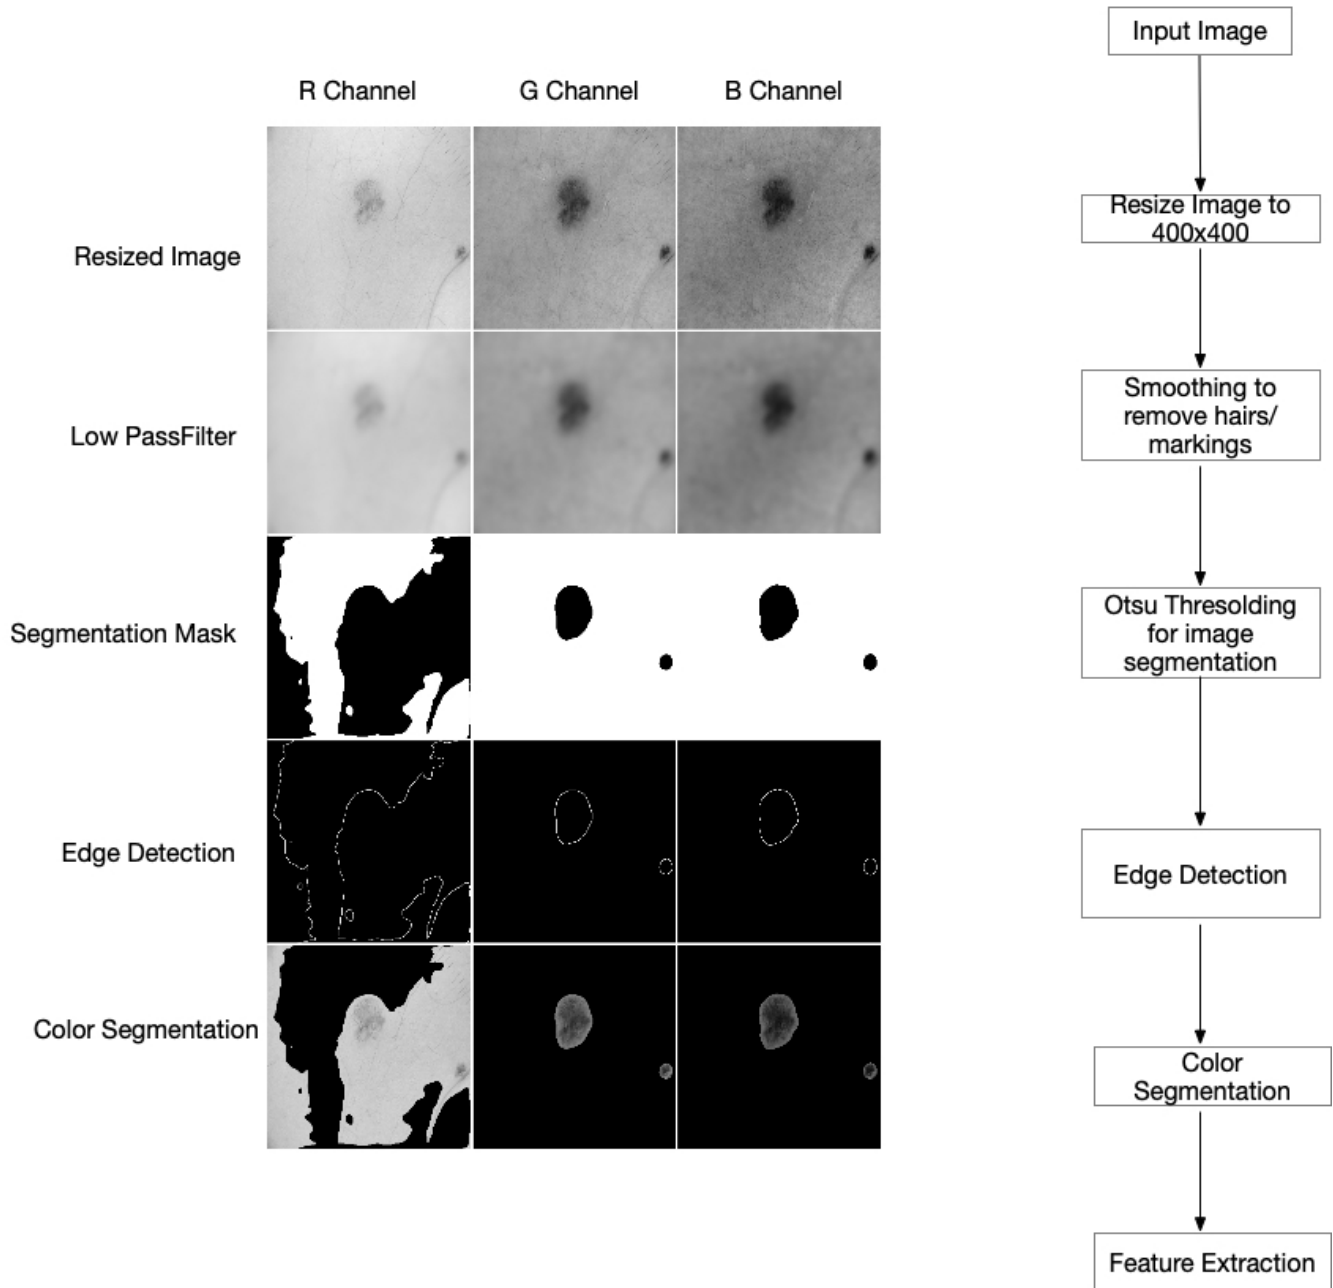 R Channel
G Channel
B Channel
Resized Image
Low PassFilter
Segmentation Mask
Edge Detection
Color Segmentation
Input Image
Resize Image to
400x400
Smoothing to
remove hairs/
markings
Otsu Thresolding
for image
segmentation
Edge Detection
Color
Segmentation
Feature Extraction